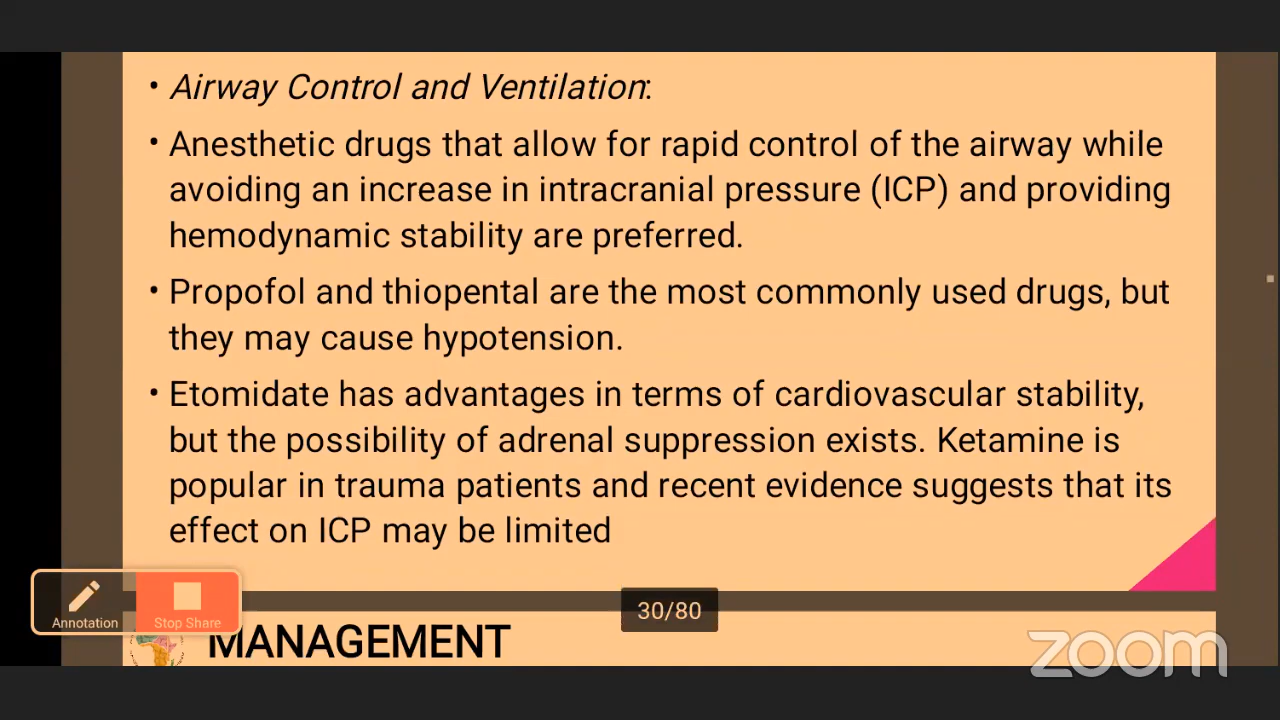 • Airway Control and Ventilation:
• Anesthetic drugs that allow for rapid control of the airway while
avoiding an increase in intracranial pressure (ICP) and providing
hemodynamic stability are preferred.
• Propofol and thiopental are the most commonly used drugs, but
they may cause hypotension.
• Etomidate has advantages in terms of cardiovascular stability,
but the possibility of adrenal suppression exists. Ketamine is
popular in trauma patients and recent evidence suggests that its
effect on ICP may be limited
Annotation
Stop Share
30/80
MANAGEMENT
zoom